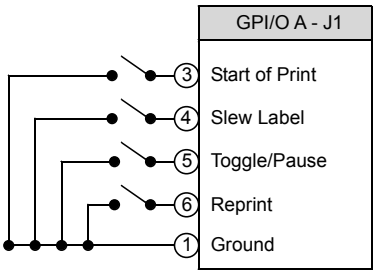 GPI/O A - J1
3 Start of Print
4 Slew Label
5 Toggle/Pause
6 Reprint
1 Ground